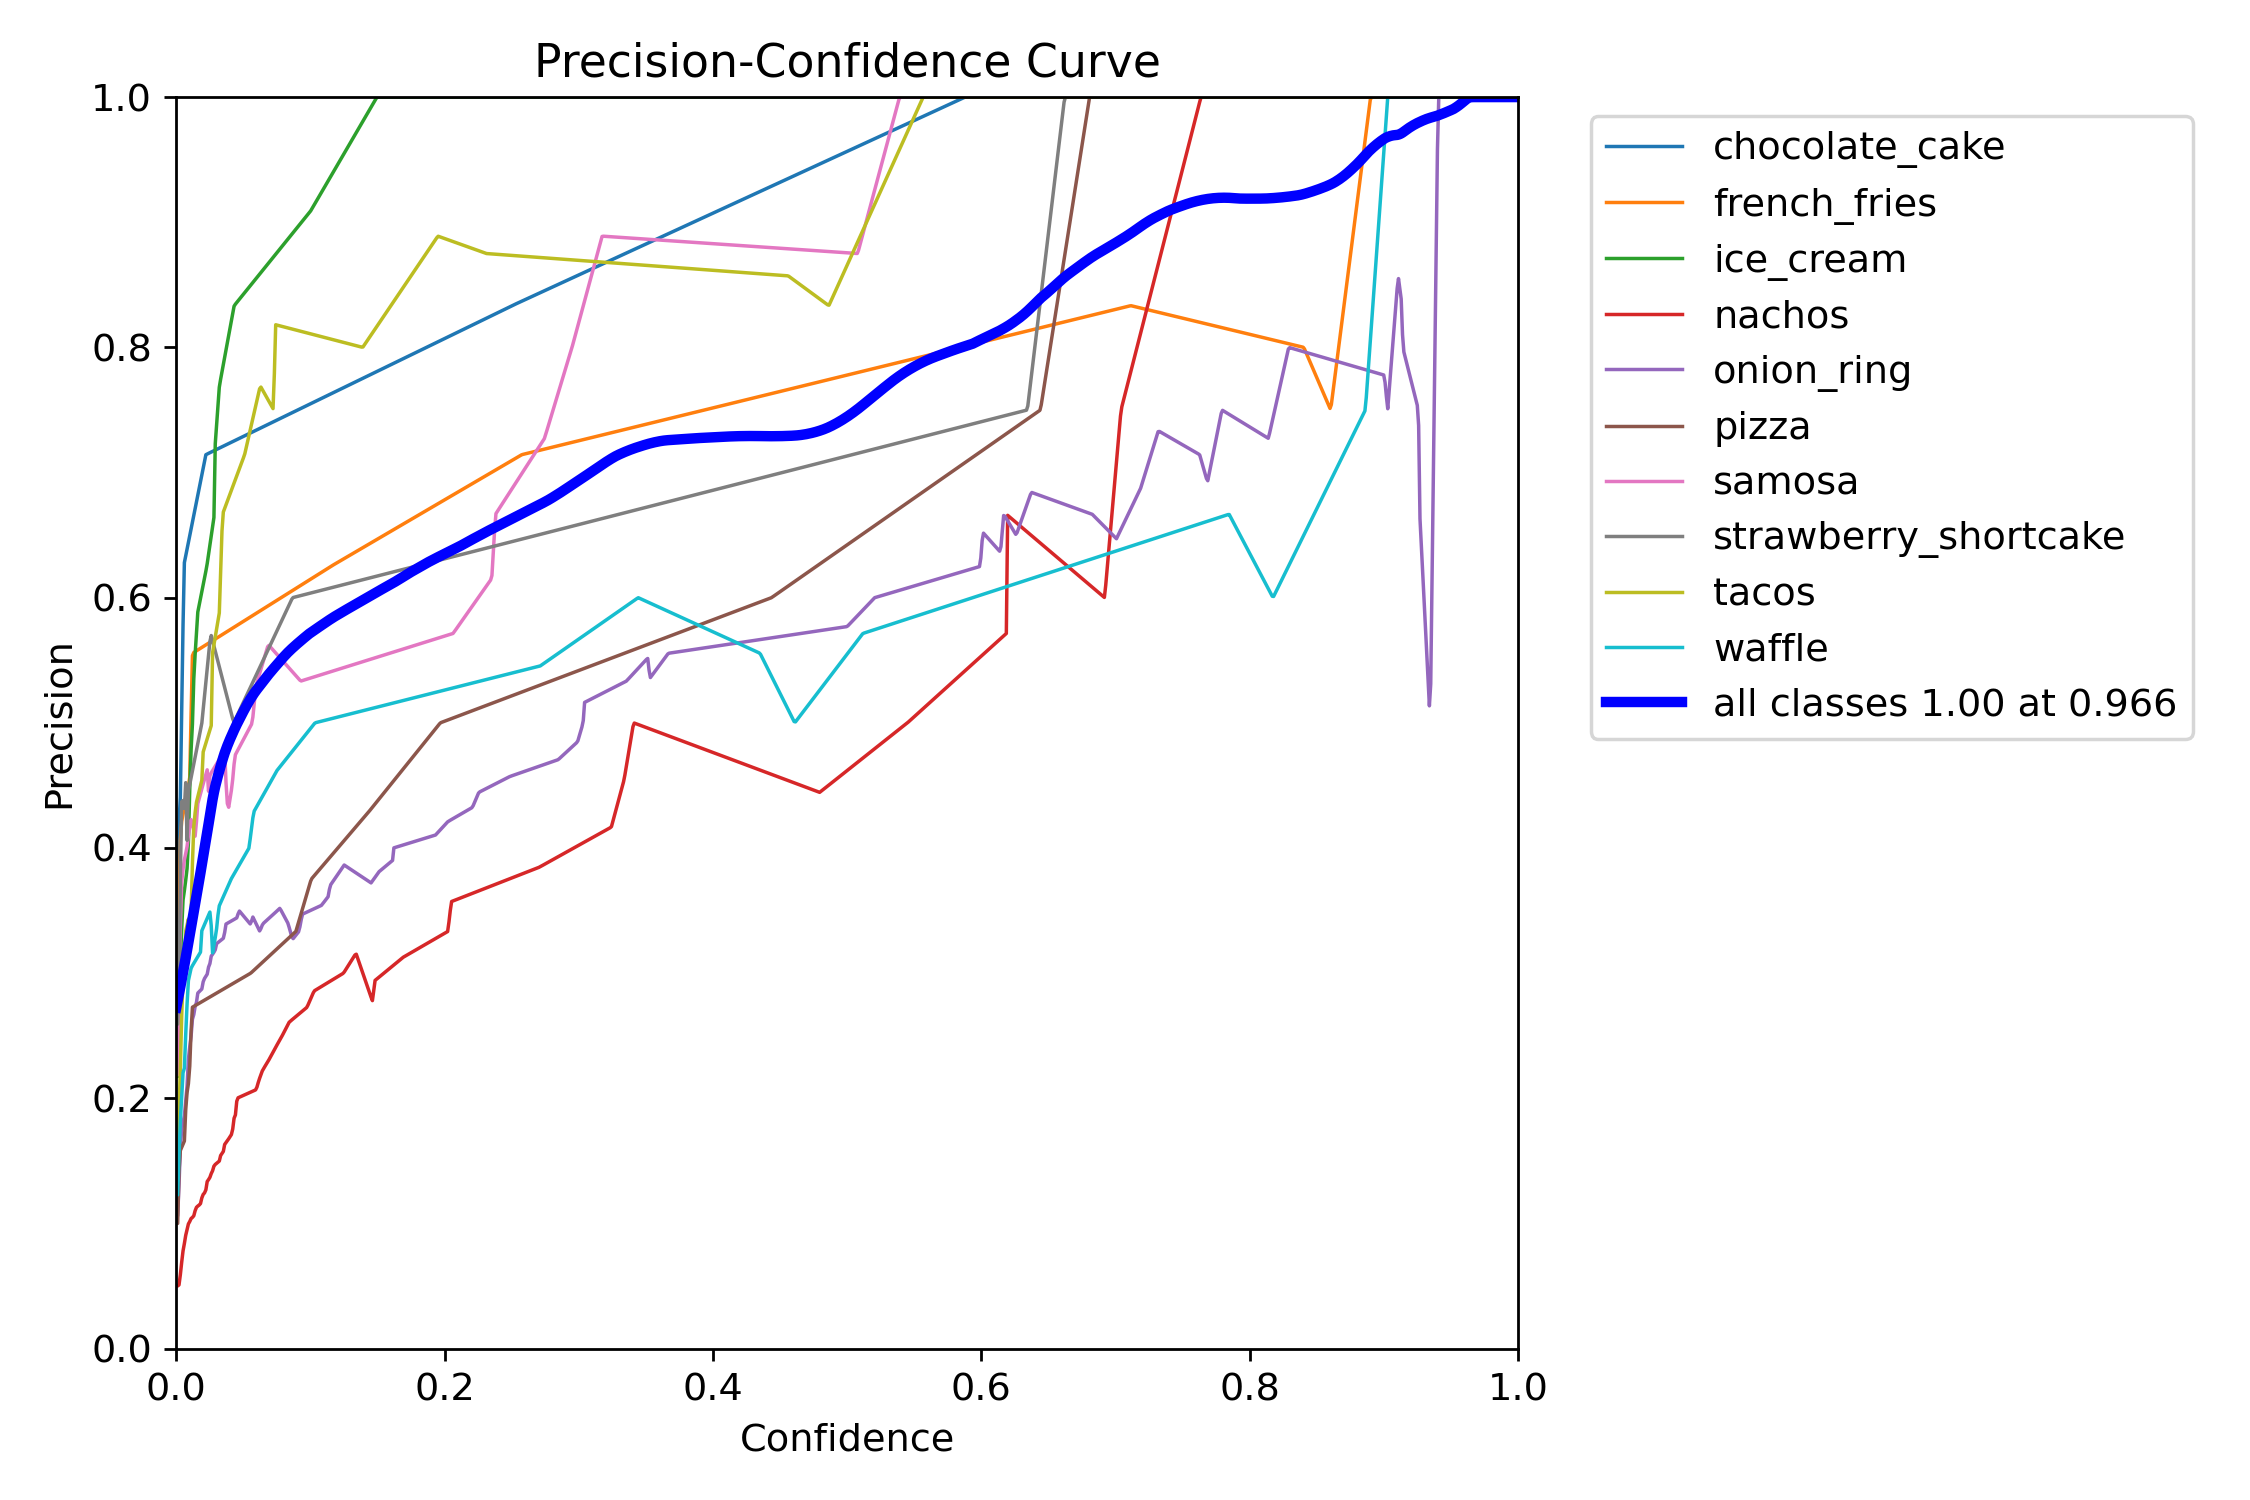 Precision-Confidence Curve
1.0
0.8
0.6
0.4
0.2
0.0
Precision
0.0 0.2 0.4 0.6 0.8 1.0
Confidence
chocolate_cake
french_fries
ice_cream
nachos
onion_ring
pizza
samosa
strawberry_shortcake
tacos
waffle
all classes 1.00 at 0.966